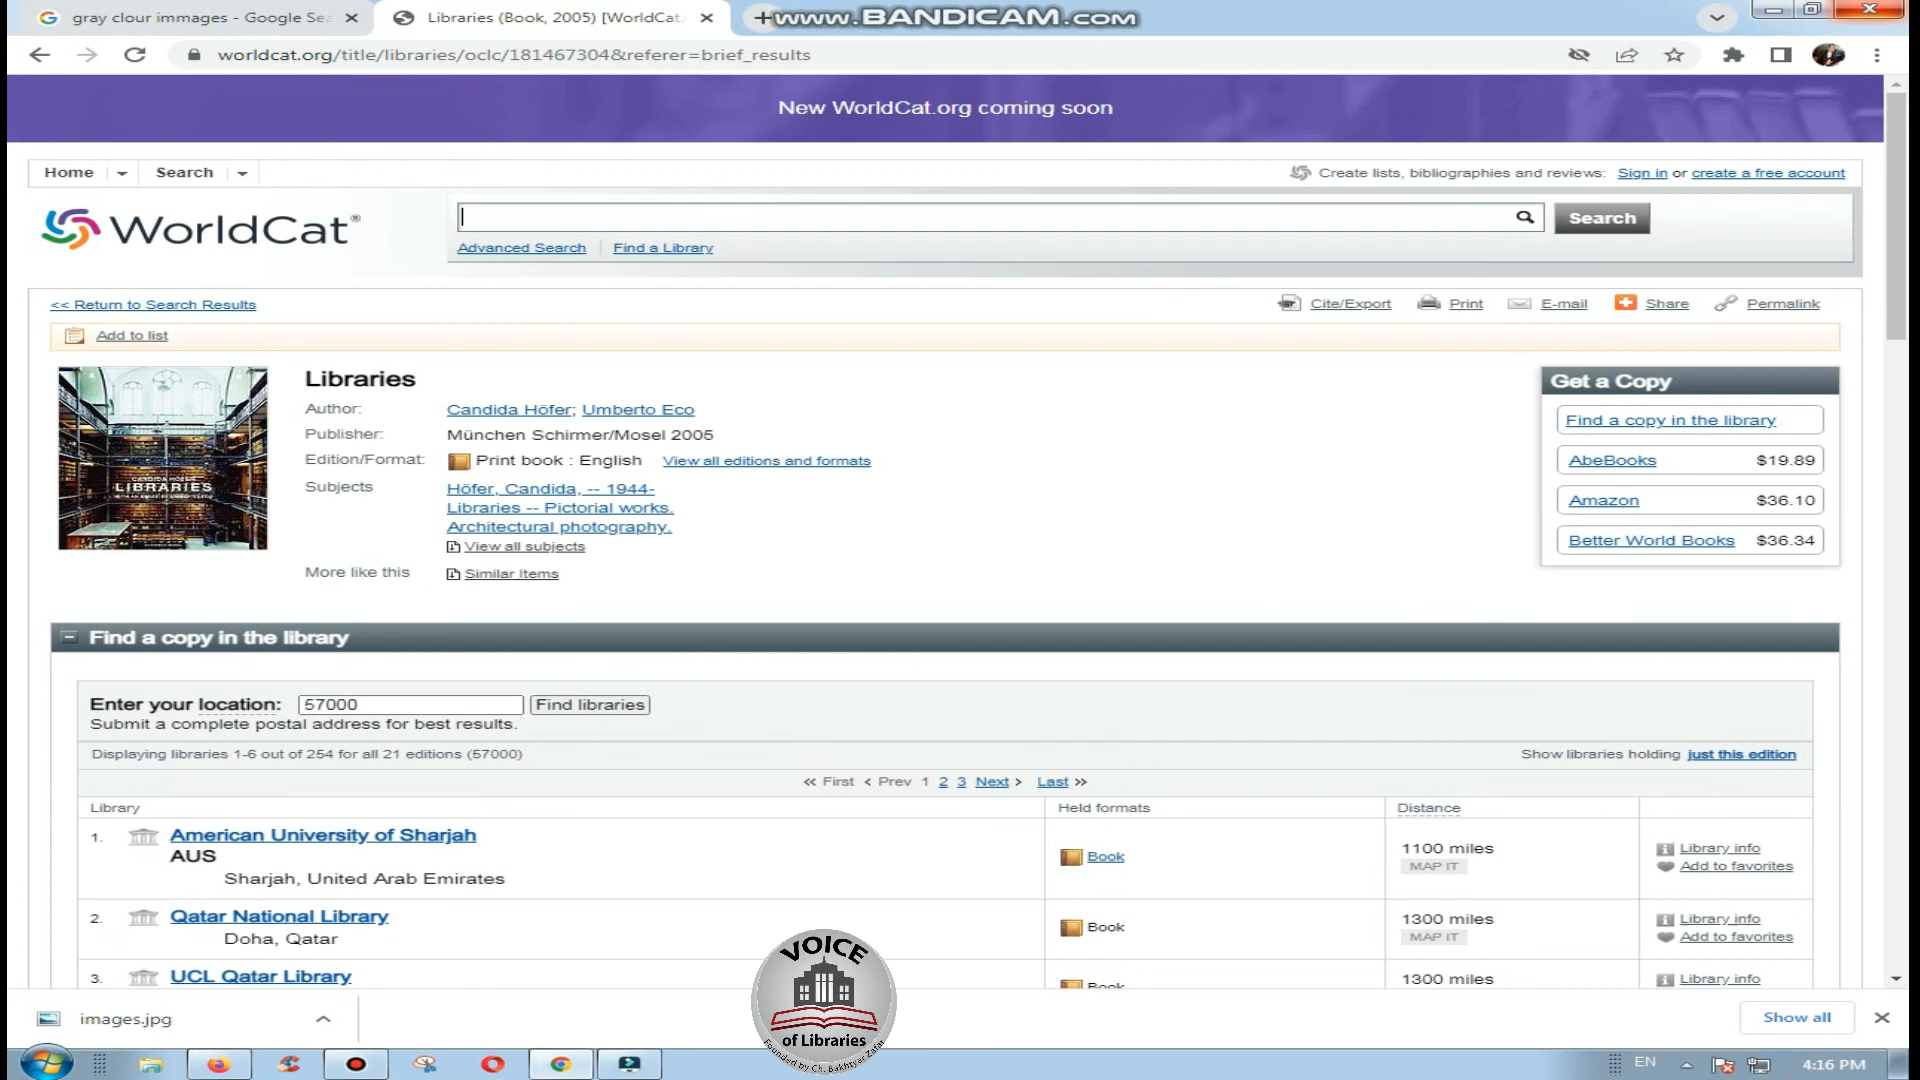 gray clour immages - Google Sea
Libraries (Book, 2005) [WorldCat.
www.BANDICAM.com
worldcat.org/title/libraries/oclc/181467304&referer=brief_results
New WorldCat.org coming soon
Home
Search
Create lists, bibliographies and reviews: Sign in or create a free account
WorldCat®
Search
Advanced Search
Find a Library
<< Return to Search Results
Cite/Export
Print
E-mail
Share
Permalink
Add to list
CANDIDA HÖFER
LIBRARIES
Libraries
Author: Candida Höfer; Umberto Eco
Publisher: München Schirmer/Mosel 2005
Edition/Format: Print book : English View all editions and formats
Subjects Höfer, Candida, -- 1944-
Libraries -- Pictorial works.
Architectural photography.
View all subjects
More like this Similar Items
Get a Copy
Find a copy in the library
AbeBooks $19.89
Amazon $36.10
Better World Books $36.34
Find a copy in the library
Enter your location: 57000 Find libraries
Submit a complete postal address for best results.
Displaying libraries 1-6 out of 254 for all 21 editions (57000)
Show libraries holding just this edition
<< First < Prev 1 2 3 Next > Last >>
Library Held formats Distance
1. American University of Sharjah
AUS
Sharjah, United Arab Emirates
Book
1100 miles
MAP IT
Library info
Add to favorites
2. Qatar National Library
Doha, Qatar
Book
1300 miles
MAP IT
Library info
Add to favorites
3. UCL Qatar Library
Book
1300 miles
Library info
VOICE
of Libraries
Founded by Ch. Bakhtyar Zafar
images.jpg
Show all
EN
4:16 PM